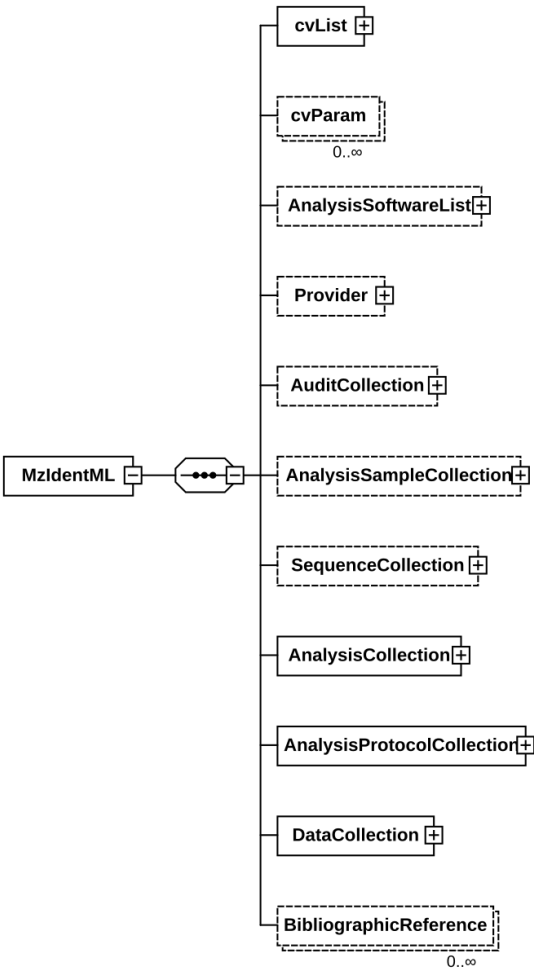 cvList
cvParam
0..∞
AnalysisSoftwareList
Provider
AuditCollection
MzIdentML
AnalysisSampleCollection
SequenceCollection
AnalysisCollection
AnalysisProtocolCollection
DataCollection
BibliographicReference
0..∞